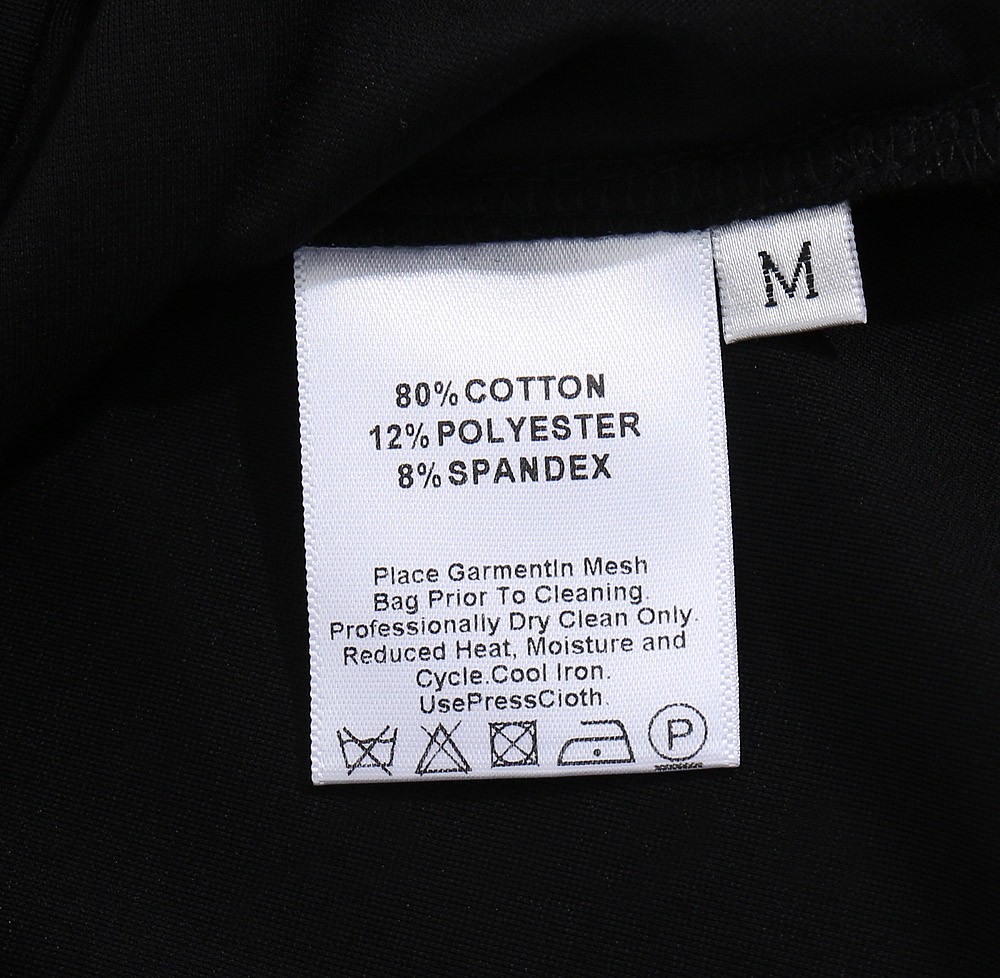 M
80%COTTON
12%POLYESTER
8%SPANDEX
Place GarmentIn Mesh
Bag Prior To Cleaning.
Professionally Dry Clean Only.
Reduced Heat, Moisture and
Cycle.Cool Iron.
UsePressCloth.
P